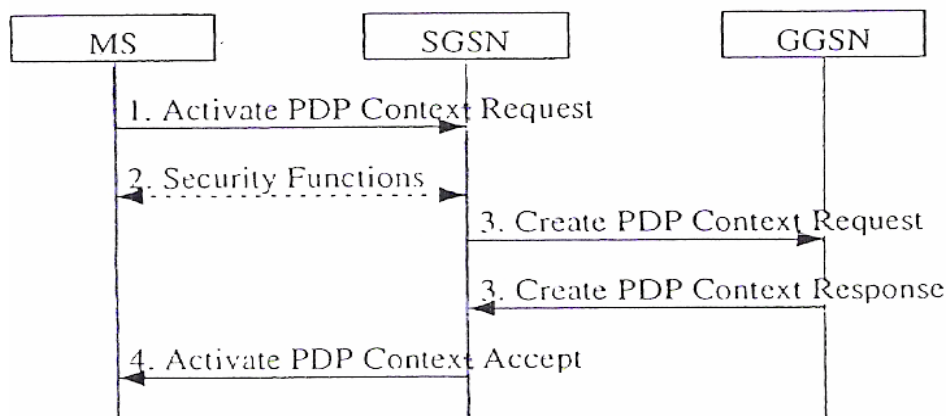 MS
SGSN
GGSN
1. Activate PDP Context Request
2. Security Functions
3. Create PDP Context Request
3. Create PDP Context Response
4. Activate PDP Context Accept